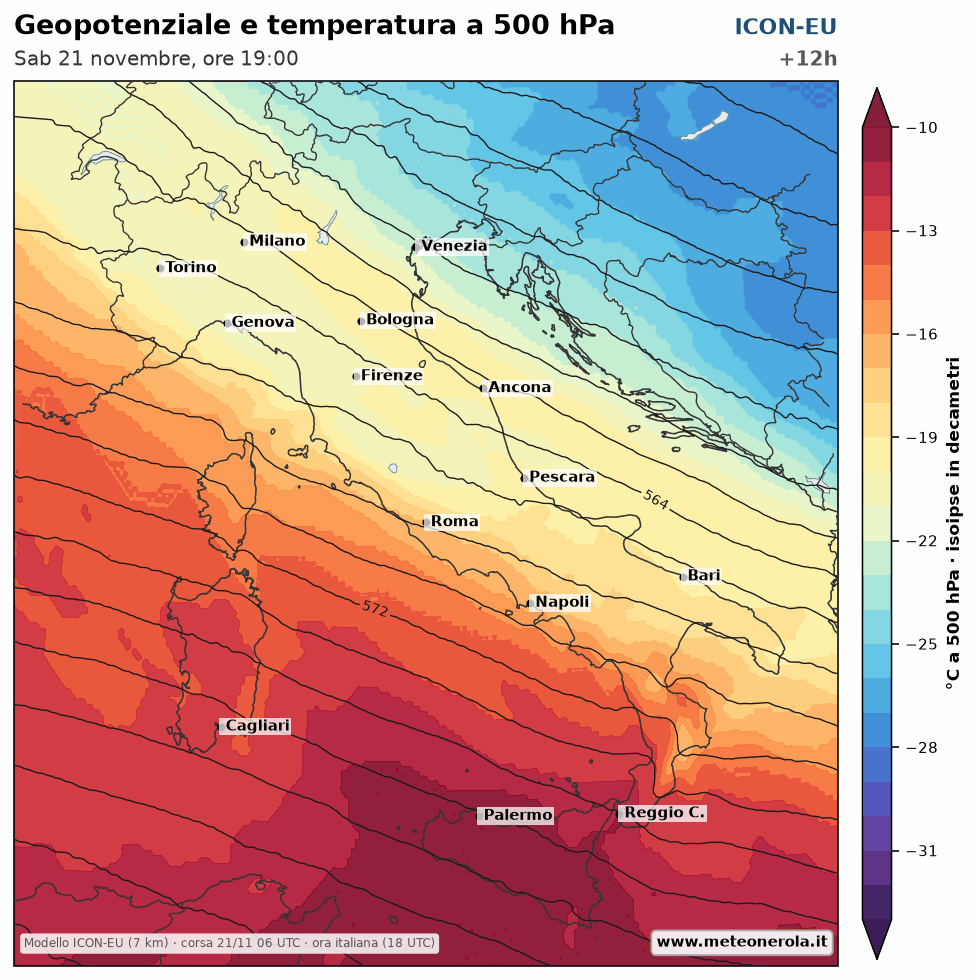 Geopotenziale e temperatura a 500 hPa
ICON-EU
Sab 21 novembre, ore 19:00
+12h
−10
−13
−16
−19
−22
−25
−28
−31
°C a 500 hPa · isoipse in decametri
Milano
Venezia
Torino
Genova
Bologna
Firenze
Ancona
Pescara
564
Roma
Bari
Napoli
572
Cagliari
Palermo
Reggio C.
Modello ICON-EU (7 km) · corsa 21/11 06 UTC · ora italiana (18 UTC)
www.meteonerola.it